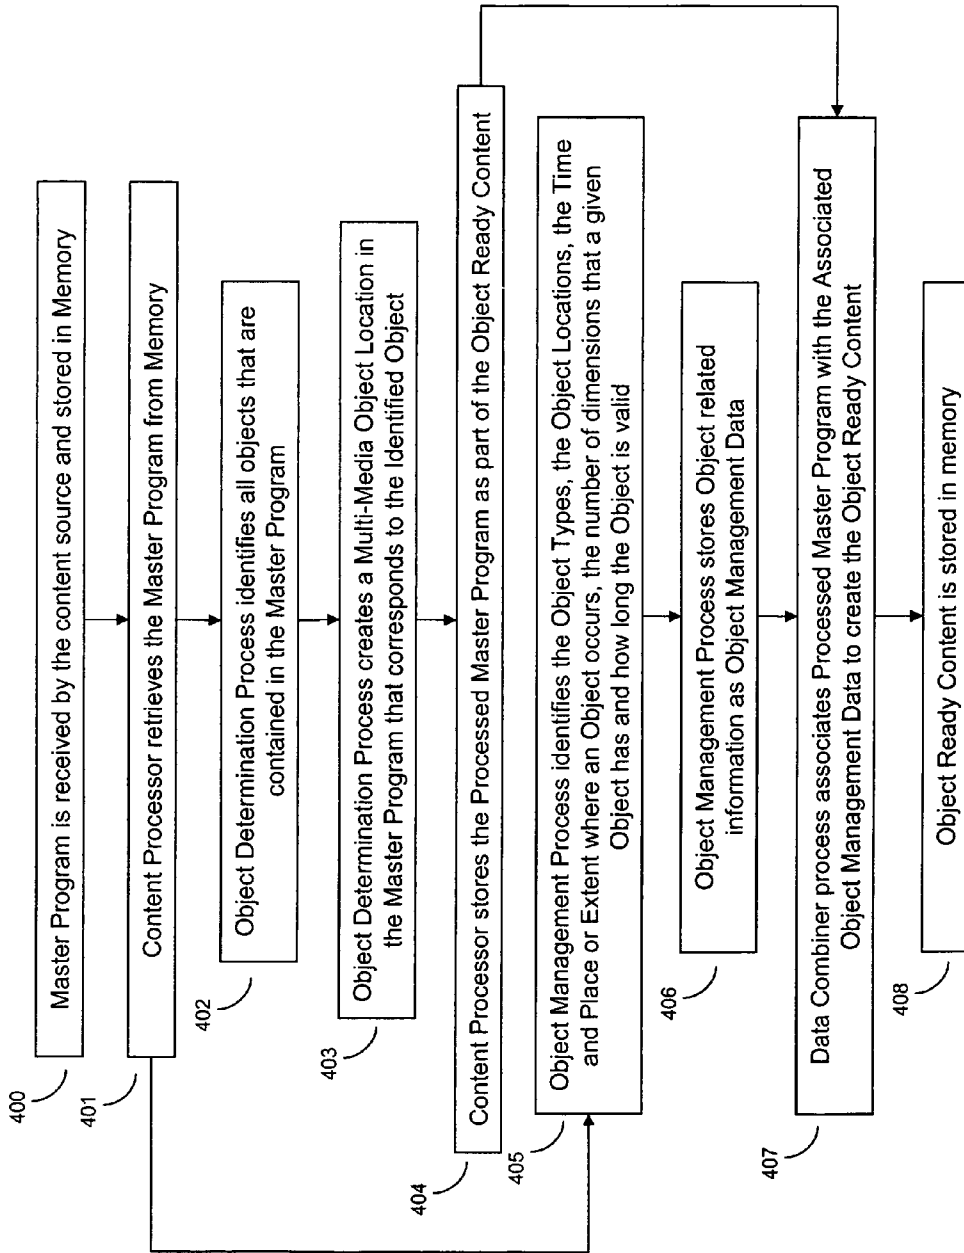 400
Master Program is received by the content source and stored in Memory
401
Content Processor retrieves the Master Program from Memory
402
Object Determination Process identifies all objects that are
contained in the Master Program
403
Object Determination Process creates a Multi-Media Object Location in
the Master Program that corresponds to the Identified Object
404
Content Processor stores the Processed Master Program as part of the Object Ready Content
405
Object Management Process identifies the Object Types, the Object Locations, the Time
and Place or Extent where an Object occurs, the number of dimensions that a given
Object has and how long the Object is valid
406
Object Management Process stores Object related
information as Object Management Data
407
Data Combiner process associates Processed Master Program with the Associated
Object Management Data to create the Object Ready Content
408
Object Ready Content is stored in memory